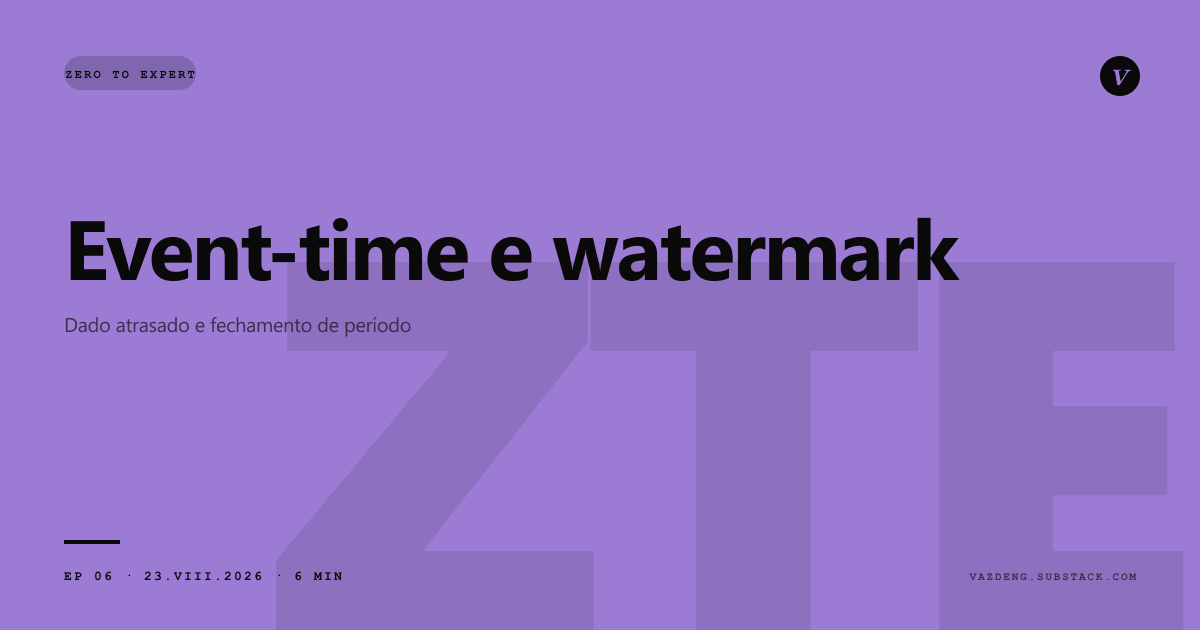 ZERO TO EXPERT
V
Event-time e watermark
Dado atrasado e fechamento de período
ZTE
EP 06 · 23.VIII.2026 · 6 MIN
VAZDENG.SUBSTACK.COM